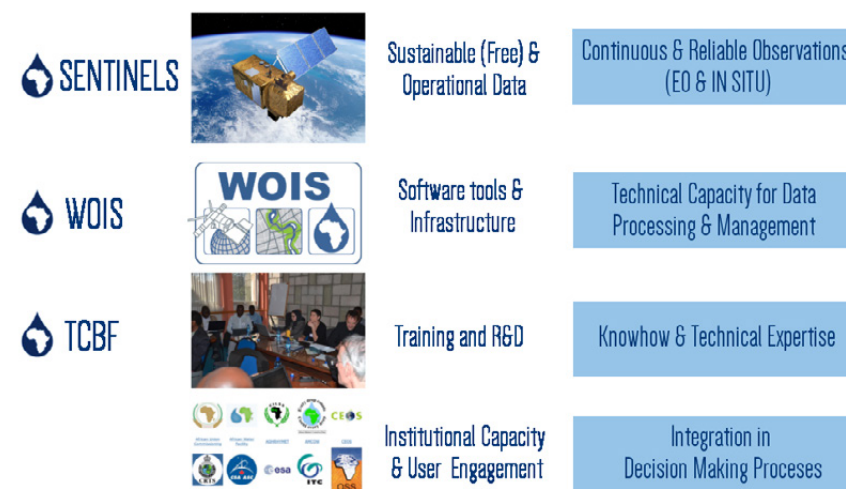 SENTINELS
Sustainable (Free) &
Operational Data
Continuous & Reliable Observations
(EO & IN SITU)
WOIS
WOIS
Software tools &
Infrastructure
Technical Capacity for Data
Processing & Management
TCBF
Training and R&D
Knowhow & Technical Expertise
CEOS
esa
ITC
OSS
Institutional Capacity
& User Engagement
Integration in
Decision Making Proceses